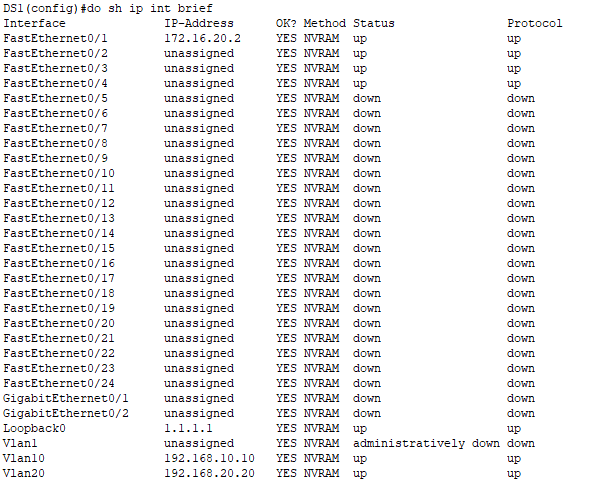 DS1(config)#do sh ip int brief
Interface IP-Address OK? Method Status Protocol
FastEthernet0/1 172.16.20.2 YES NVRAM up up
FastEthernet0/2 unassigned YES NVRAM up up
FastEthernet0/3 unassigned YES NVRAM up up
FastEthernet0/4 unassigned YES NVRAM up up
FastEthernet0/5 unassigned YES NVRAM down down
FastEthernet0/6 unassigned YES NVRAM down down
FastEthernet0/7 unassigned YES NVRAM down down
FastEthernet0/8 unassigned YES NVRAM down down
FastEthernet0/9 unassigned YES NVRAM down down
FastEthernet0/10 unassigned YES NVRAM down down
FastEthernet0/11 unassigned YES NVRAM down down
FastEthernet0/12 unassigned YES NVRAM down down
FastEthernet0/13 unassigned YES NVRAM down down
FastEthernet0/14 unassigned YES NVRAM down down
FastEthernet0/15 unassigned YES NVRAM down down
FastEthernet0/16 unassigned YES NVRAM down down
FastEthernet0/17 unassigned YES NVRAM down down
FastEthernet0/18 unassigned YES NVRAM down down
FastEthernet0/19 unassigned YES NVRAM down down
FastEthernet0/20 unassigned YES NVRAM down down
FastEthernet0/21 unassigned YES NVRAM down down
FastEthernet0/22 unassigned YES NVRAM down down
FastEthernet0/23 unassigned YES NVRAM down down
FastEthernet0/24 unassigned YES NVRAM down down
GigabitEthernet0/1 unassigned YES NVRAM down down
GigabitEthernet0/2 unassigned YES NVRAM down down
Loopback0 1.1.1.1 YES NVRAM up up
Vlan1 unassigned YES NVRAM administratively down down
Vlan10 192.168.10.10 YES NVRAM up up
Vlan20 192.168.20.20 YES NVRAM up up